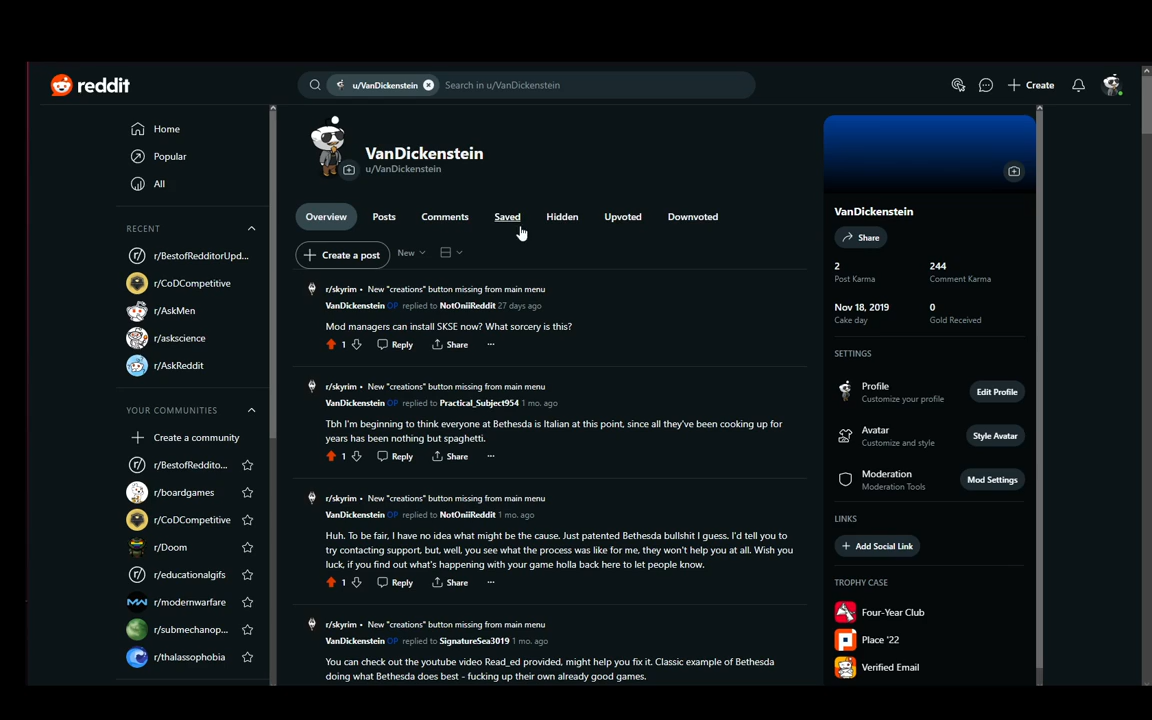 reddit
u/VanDickenstein Search in u/VanDickenstein
Create
Home
Popular
All
RECENT
r/BestofRedditorUpd...
r/CoDCompetitive
r/AskMen
r/askscience
r/AskReddit
YOUR COMMUNITIES
Create a community
r/BestofReddito...
r/boardgames
r/CoDCompetitive
r/Doom
r/educationalgifs
r/modernwarfare
r/submechanop...
r/thalassophobia
VanDickenstein
u/VanDickenstein
Overview Posts Comments Saved Hidden Upvoted Downvoted
Create a post New
r/skyrim • New "creations" button missing from main menu
VanDickenstein OP replied to NotOniiReddit 27 days ago
Mod managers can install SKSE now? What sorcery is this?
1 Reply Share ...
r/skyrim • New "creations" button missing from main menu
VanDickenstein OP replied to Practical_Subject954 1 mo. ago
Tbh I'm beginning to think everyone at Bethesda is Italian at this point, since all they've been cooking up for
years has been nothing but spaghetti.
1 Reply Share ...
r/skyrim • New "creations" button missing from main menu
VanDickenstein OP replied to NotOniiReddit 1 mo. ago
Huh. To be fair, I have no idea what might be the cause. Just patented Bethesda bullshit I guess. I'd tell you to
try contacting support, but, well, you see what the process was like for me, they won't help you at all. Wish you
luck, if you find out what's happening with your game holla back here to let people know.
1 Reply Share ...
r/skyrim • New "creations" button missing from main menu
VanDickenstein OP replied to SignatureSea3019 1 mo. ago
You can check out the youtube video Read_ed provided, might help you fix it. Classic example of Bethesda
doing what Bethesda does best - fucking up their own already good games.
VanDickenstein
Share
2 244
Post Karma Comment Karma
Nov 18, 2019 0
Cake day Gold Received
SETTINGS
Profile
Customize your profile
Edit Profile
Avatar
Customize and style
Style Avatar
Moderation
Moderation Tools
Mod Settings
LINKS
Add Social Link
TROPHY CASE
Four-Year Club
Place '22
Verified Email